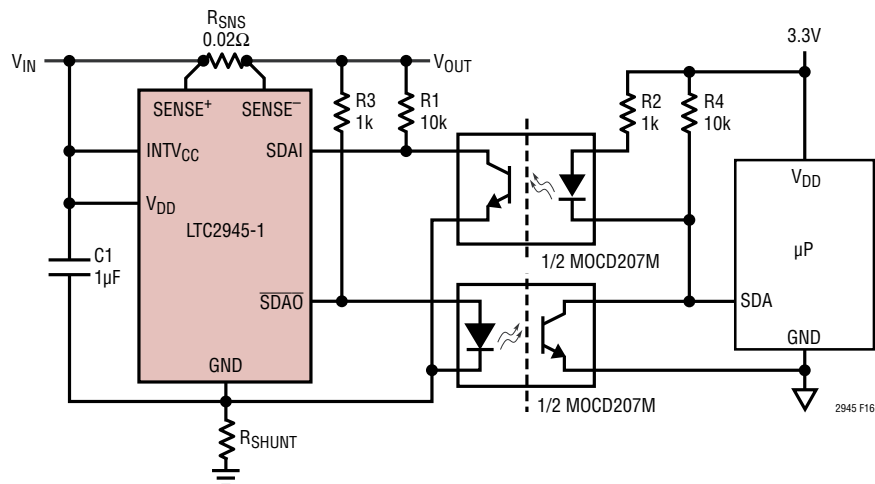 RSNS
0.02Ω
VIN
VOUT
3.3V
SENSE+
SENSE–
R3
1k
R1
10k
R2
1k
R4
10k
INTVCC
SDAI
VDD
VDD
LTC2945-1
µP
C1
1µF
1/2 MOCD207M
SDAO
SDA
GND
GND
1/2 MOCD207M
2945 F16
RSHUNT